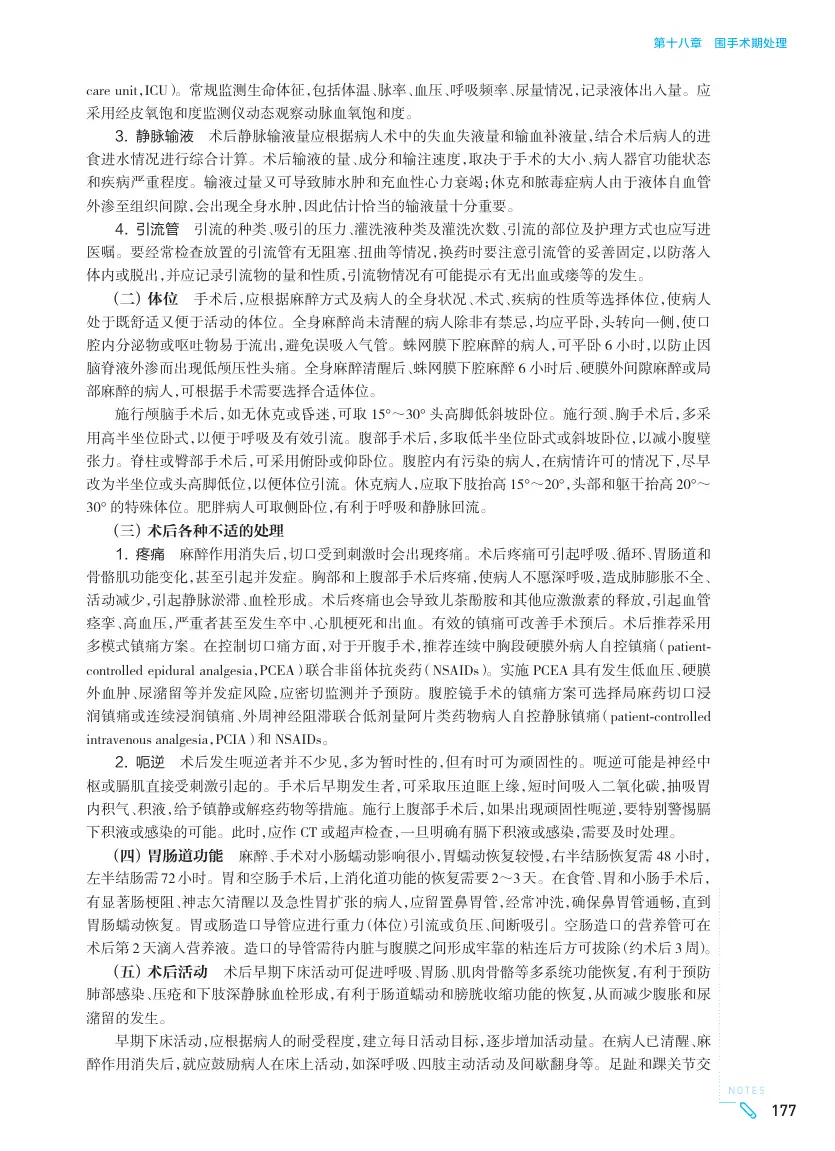 第十八章 围手术期处理
care unit,ICU）。常规监测生命体征,包括体温、脉率、血压、呼吸频率、尿量情况,记录液体出入量。应
采用经皮氧饱和度监测仪动态观察动脉血氧饱和度。
3. 静脉输液 术后静脉输液量应根据病人术中的失血失液量和输血补液量,结合术后病人的进
食进水情况进行综合计算。术后输液的量、成分和输注速度,取决于手术的大小、病人器官功能状态
和疾病严重程度。输液过量又可导致肺水肿和充血性心力衰竭;休克和脓毒症病人由于液体自血管
外渗至组织间隙,会出现全身水肿,因此估计恰当的输液量十分重要。
4. 引流管 引流的种类、吸引的压力、灌洗液种类及灌洗次数、引流的部位及护理方式也应写进
医嘱。要经常检查放置的引流管有无阻塞、扭曲等情况,换药时要注意引流管的妥善固定,以防落入
体内或脱出,并应记录引流物的量和性质,引流物情况有可能提示有无出血或瘘等的发生。
（二）体位 手术后,应根据麻醉方式及病人的全身状况、术式、疾病的性质等选择体位,使病人
处于既舒适又便于活动的体位。全身麻醉尚未清醒的病人除非有禁忌,均应平卧,头转向一侧,使口
腔内分泌物或呕吐物易于流出,避免误吸入气管。蛛网膜下腔麻醉的病人,可平卧 6 小时,以防止因
脑脊液外渗而出现低颅压性头痛。全身麻醉清醒后、蛛网膜下腔麻醉 6 小时后、硬膜外间隙麻醉或局
部麻醉的病人,可根据手术需要选择合适体位。
施行颅脑手术后,如无休克或昏迷,可取 15°～30° 头高脚低斜坡卧位。施行颈、胸手术后,多采
用高半坐位卧式,以便于呼吸及有效引流。腹部手术后,多取低半坐位卧式或斜坡卧位,以减小腹壁
张力。脊柱或臀部手术后,可采用俯卧或仰卧位。腹腔内有污染的病人,在病情许可的情况下,尽早
改为半坐位或头高脚低位,以便体位引流。休克病人,应取下肢抬高 15°～20°,头部和躯干抬高 20°～
30° 的特殊体位。肥胖病人可取侧卧位,有利于呼吸和静脉回流。
（三）术后各种不适的处理
1. 疼痛 麻醉作用消失后,切口受到刺激时会出现疼痛。术后疼痛可引起呼吸、循环、胃肠道和
骨骼肌功能变化,甚至引起并发症。胸部和上腹部手术后疼痛,使病人不愿深呼吸,造成肺膨胀不全、
活动减少,引起静脉淤滞、血栓形成。术后疼痛也会导致儿茶酚胺和其他应激激素的释放,引起血管
痉挛、高血压,严重者甚至发生卒中、心肌梗死和出血。有效的镇痛可改善手术预后。术后推荐采用
多模式镇痛方案。在控制切口痛方面,对于开腹手术,推荐连续中胸段硬膜外病人自控镇痛（patient-
controlled epidural analgesia,PCEA）联合非甾体抗炎药（NSAIDs）。实施 PCEA 具有发生低血压、硬膜
外血肿、尿潴留等并发症风险,应密切监测并予预防。腹腔镜手术的镇痛方案可选择局麻药切口浸
润镇痛或连续浸润镇痛、外周神经阻滞联合低剂量阿片类药物病人自控静脉镇痛（patient-controlled
intravenous analgesia,PCIA）和 NSAIDs。
2. 呃逆 术后发生呃逆者并不少见,多为暂时性的,但有时可为顽固性的。呃逆可能是神经中
枢或膈肌直接受刺激引起的。手术后早期发生者,可采取压迫眶上缘,短时间吸入二氧化碳,抽吸胃
内积气、积液,给予镇静或解痉药物等措施。施行上腹部手术后,如果出现顽固性呃逆,要特别警惕膈
下积液或感染的可能。此时,应作 CT 或超声检查,一旦明确有膈下积液或感染,需要及时处理。
（四）胃肠道功能 麻醉、手术对小肠蠕动影响很小,胃蠕动恢复较慢,右半结肠恢复需 48 小时,
左半结肠需 72 小时。胃和空肠手术后,上消化道功能的恢复需要 2～3 天。在食管、胃和小肠手术后,
有显著肠梗阻、神志欠清醒以及急性胃扩张的病人,应留置鼻胃管,经常冲洗,确保鼻胃管通畅,直到
胃肠蠕动恢复。胃或肠造口导管应进行重力（体位）引流或负压、间断吸引。空肠造口的营养管可在
术后第 2 天滴入营养液。造口的导管需待内脏与腹膜之间形成牢靠的粘连后方可拔除（约术后 3 周）。
（五）术后活动 术后早期下床活动可促进呼吸、胃肠、肌肉骨骼等多系统功能恢复,有利于预防
肺部感染、压疮和下肢深静脉血栓形成,有利于肠道蠕动和膀胱收缩功能的恢复,从而减少腹胀和尿
潴留的发生。
早期下床活动,应根据病人的耐受程度,建立每日活动目标,逐步增加活动量。在病人已清醒、麻
醉作用消失后,就应鼓励病人在床上活动,如深呼吸、四肢主动活动及间歇翻身等。足趾和踝关节交
NOTES
177